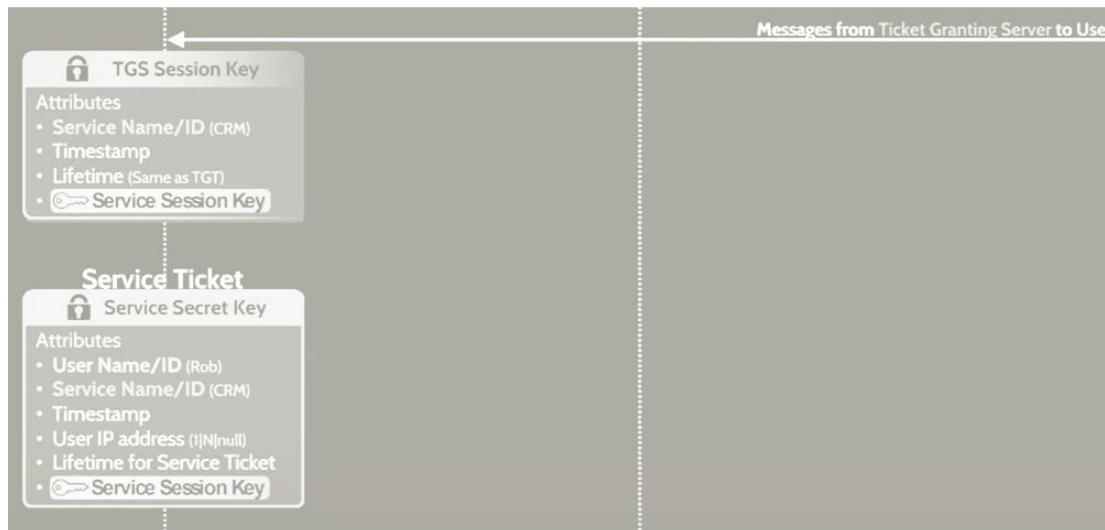 Messages from Ticket Granting Server to Use
TGS Session Key
Attributes
• Service Name/ID (CRM)
• Timestamp
• Lifetime (Same as TGT)
• Service Session Key
Service Ticket
Service Secret Key
Attributes
• User Name/ID (Rob)
• Service Name/ID (CRM)
• Timestamp
• User IP address (1|N|null)
• Lifetime for Service Ticket
• Service Session Key